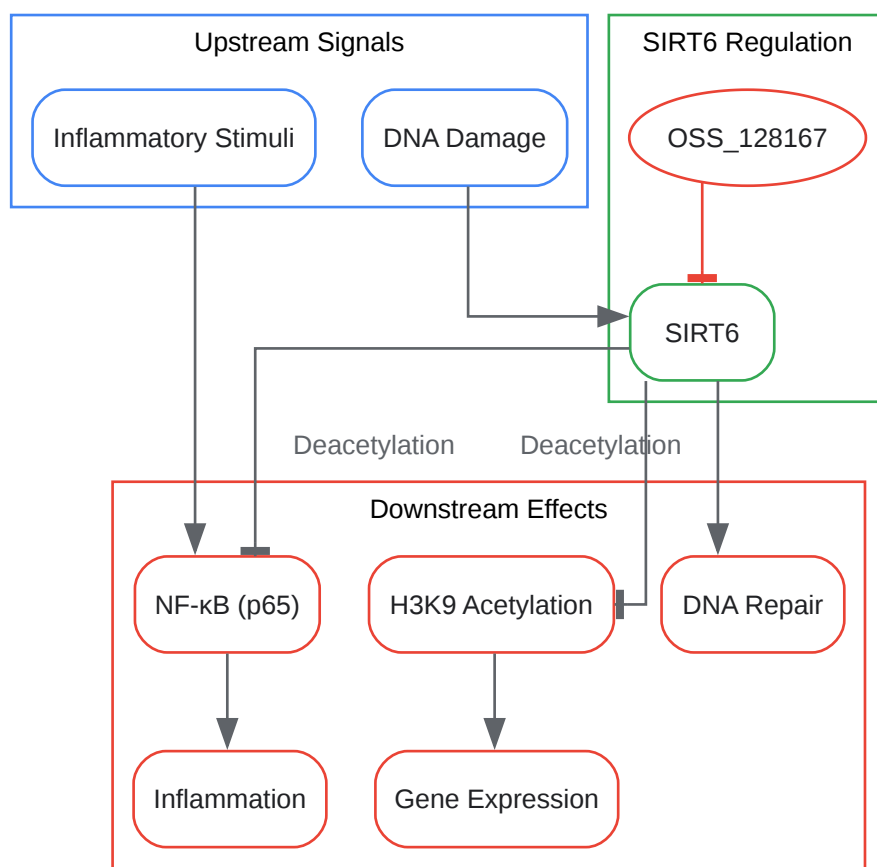 Upstream Signals
SIRT6 Regulation
Inflammatory Stimuli
DNA Damage
OSS_128167
SIRT6
Deacetylation
Deacetylation
Downstream Effects
NF-κB (p65)
H3K9 Acetylation
DNA Repair
Inflammation
Gene Expression